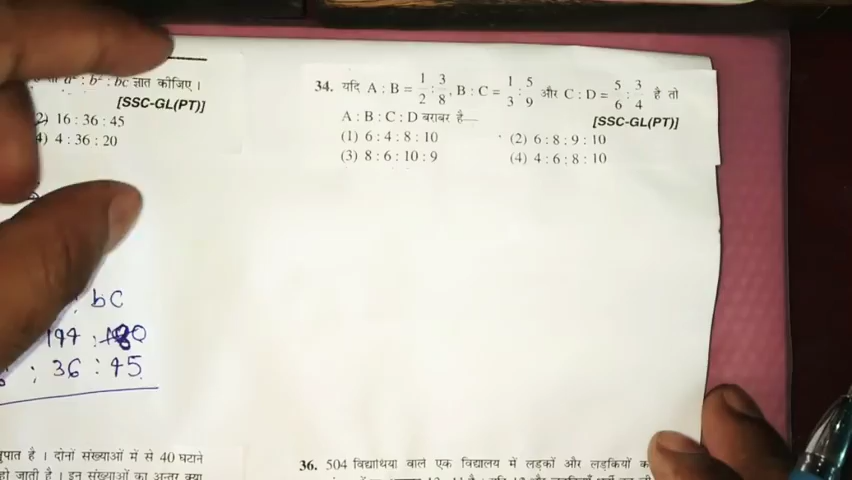 a² : b² : bc ज्ञात कीजिए।
[SSC-GL(PT)]
2) 16 : 36 : 45
4) 4 : 36 : 20
: bc
144 : 180
: 36 : 45
नुपात है। दोनों संख्याओं में से 40 घटाने
हो जाती है। इन संख्याओं का अन्तर क्या
34. यदि A : B = 1/2 : 3/8, B : C = 1/3 : 5/9 और C : D = 5/6 : 3/4 है तो
A : B : C : D बराबर है—
[SSC-GL(PT)]
(1) 6 : 4 : 8 : 10 (2) 6 : 8 : 9 : 10
(3) 8 : 6 : 10 : 9 (4) 4 : 6 : 8 : 10
36. 504 विद्यार्थियों वाले एक विद्यालय में लड़कों और लड़कियों